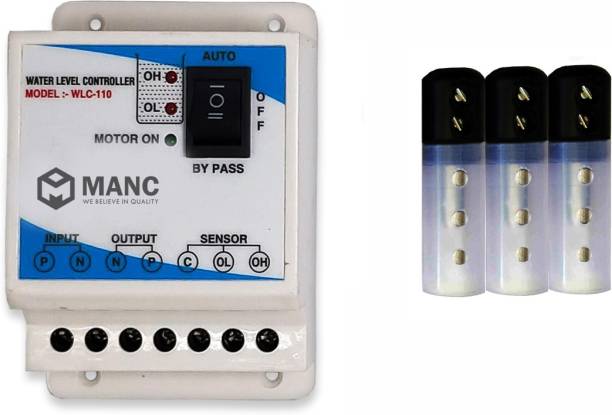 AUTO
WATER LEVEL CONTROLLER
MODEL :- WLC-110
OH
OL
OFF
MOTOR ON
BY PASS
MANC
WE BELIEVE IN QUALITY
INPUT OUTPUT SENSOR
P N N P C OL OH